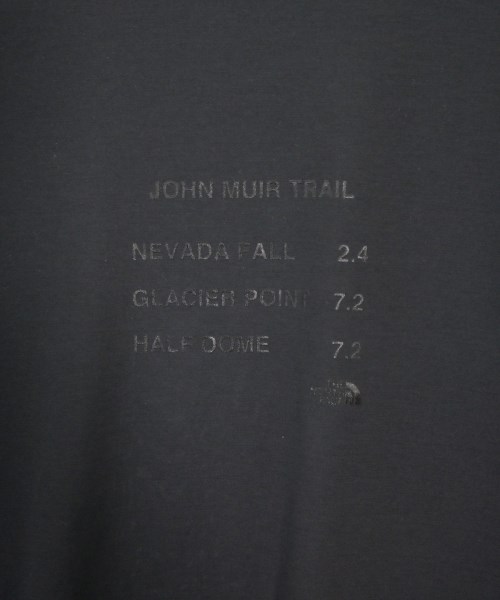 JOHN MUIR TRAIL
NEVADA FALL 2.4
GLACIER POINT 7.2
HALF DOME 7.2